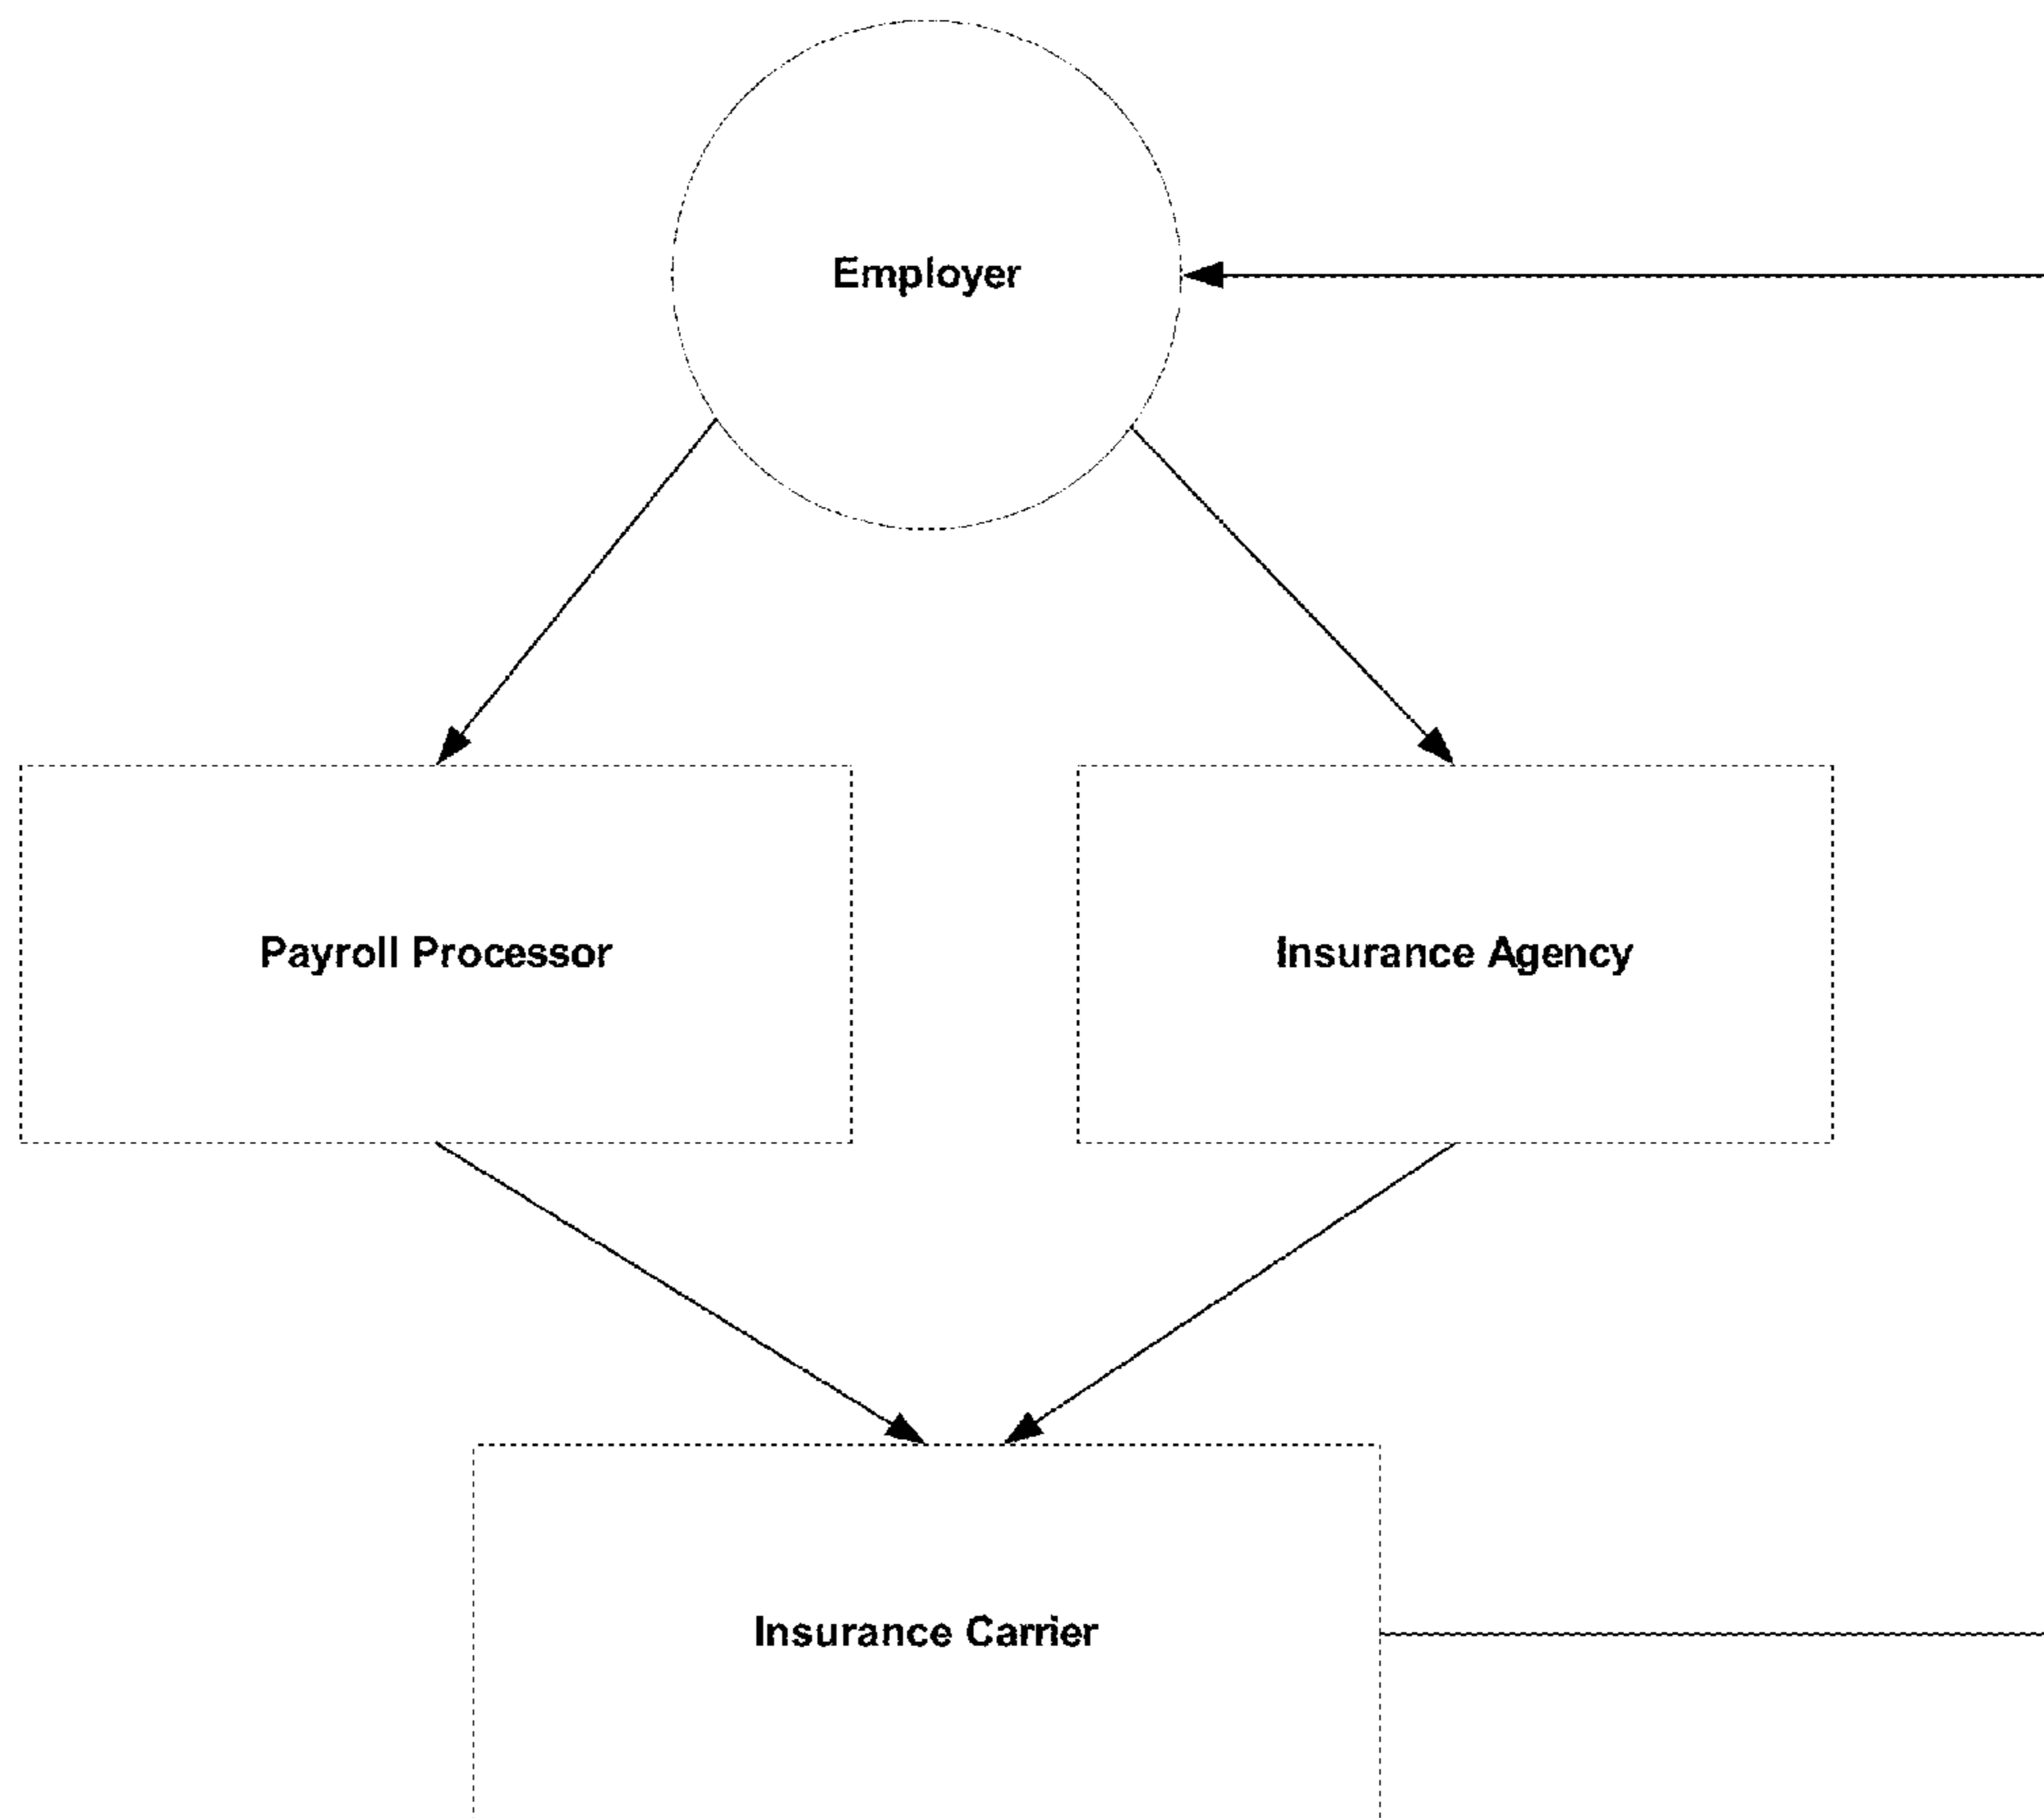 Employer
Payroll Processor
Insurance Agency
Insurance Carrier